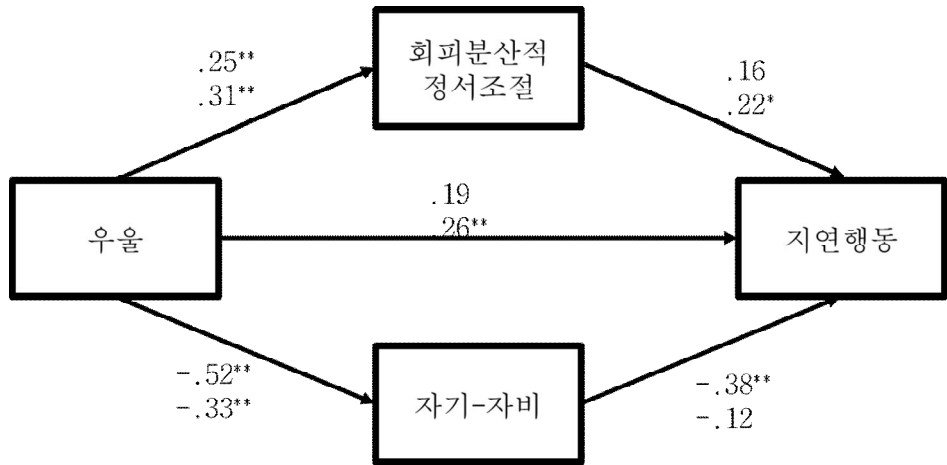 .25**
.31**
회피분산적
정서조절
.16
.22*
우울
.19
.26**
지연행동
-.52**
-.33**
자기-자비
-.38**
-.12